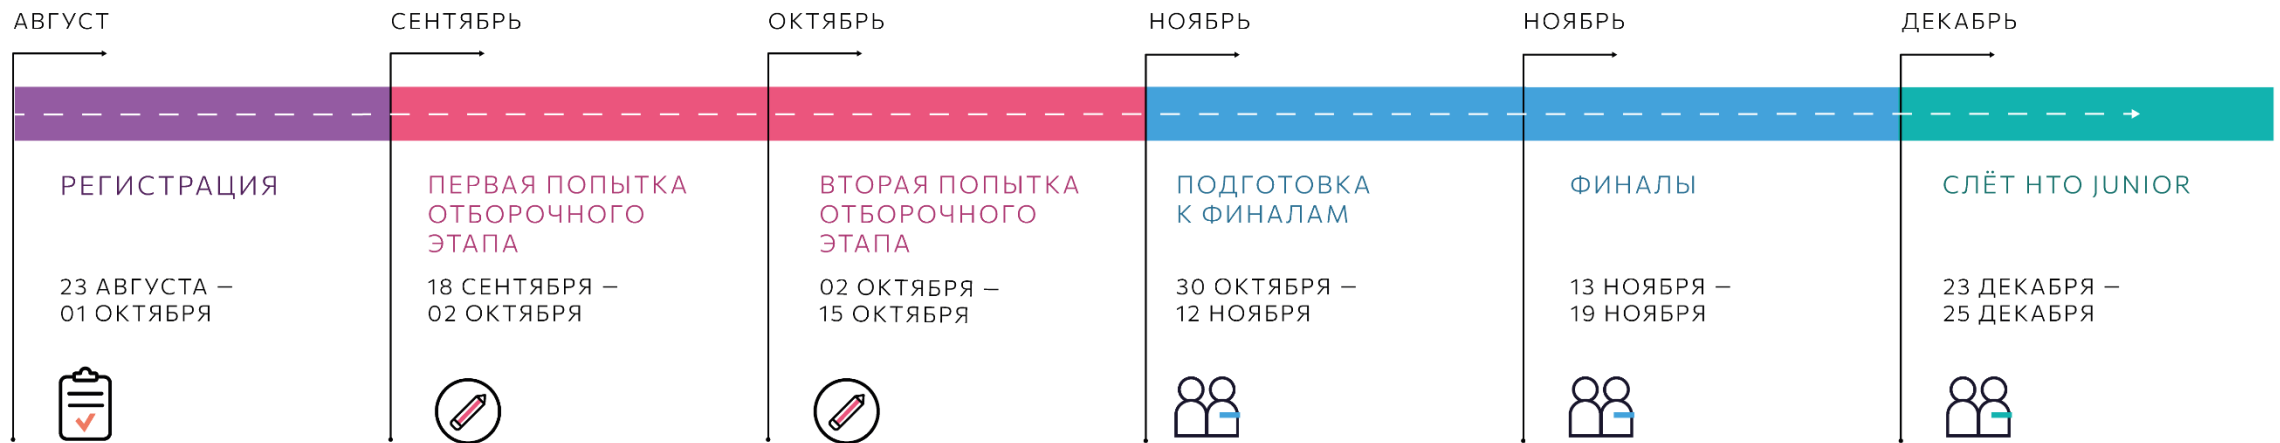 АВГУСТ
СЕНТЯБРЬ
ОКТЯБРЬ
НОЯБРЬ
НОЯБРЬ
ДЕКАБРЬ
РЕГИСТРАЦИЯ
23 АВГУСТА –
01 ОКТЯБРЯ
ПЕРВАЯ ПОПЫТКА
ОТБОРОЧНОГО
ЭТАПА
18 СЕНТЯБРЯ –
02 ОКТЯБРЯ
ВТОРАЯ ПОПЫТКА
ОТБОРОЧНОГО
ЭТАПА
02 ОКТЯБРЯ –
15 ОКТЯБРЯ
ПОДГОТОВКА
К ФИНАЛАМ
30 ОКТЯБРЯ –
12 НОЯБРЯ
ФИНАЛЫ
13 НОЯБРЯ –
19 НОЯБРЯ
СЛЁТ НТО JUNIOR
23 ДЕКАБРЯ –
25 ДЕКАБРЯ